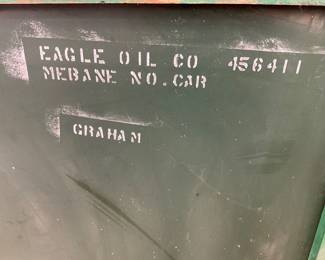 EAGLE OIL CO 456411
MEBANE NO. CAR
GRAHAM